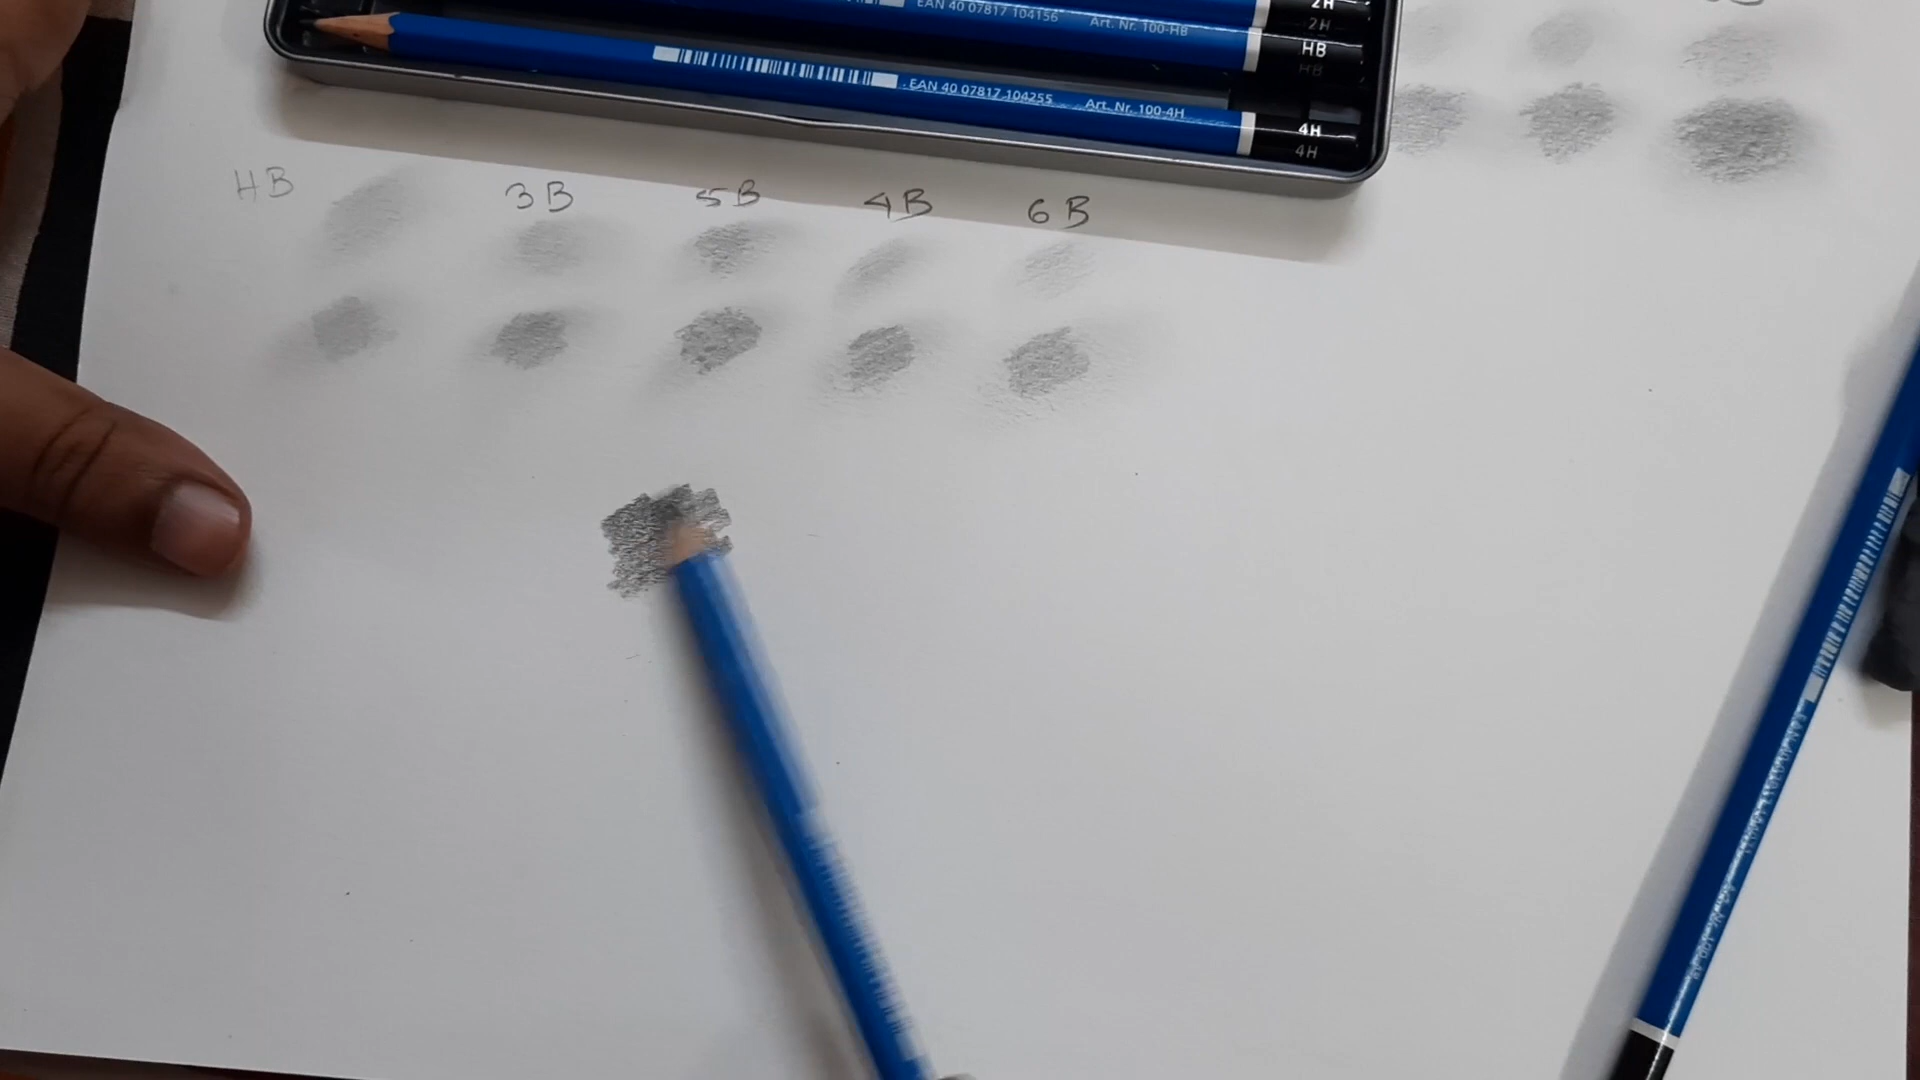 2H
2H
EAN 40 07817 104156 Art. Nr. 100-HB
HB
HB
EAN 40 07817 104255 Art. Nr. 100-4H
4H
4H
HB 3B 5B 4B 6B